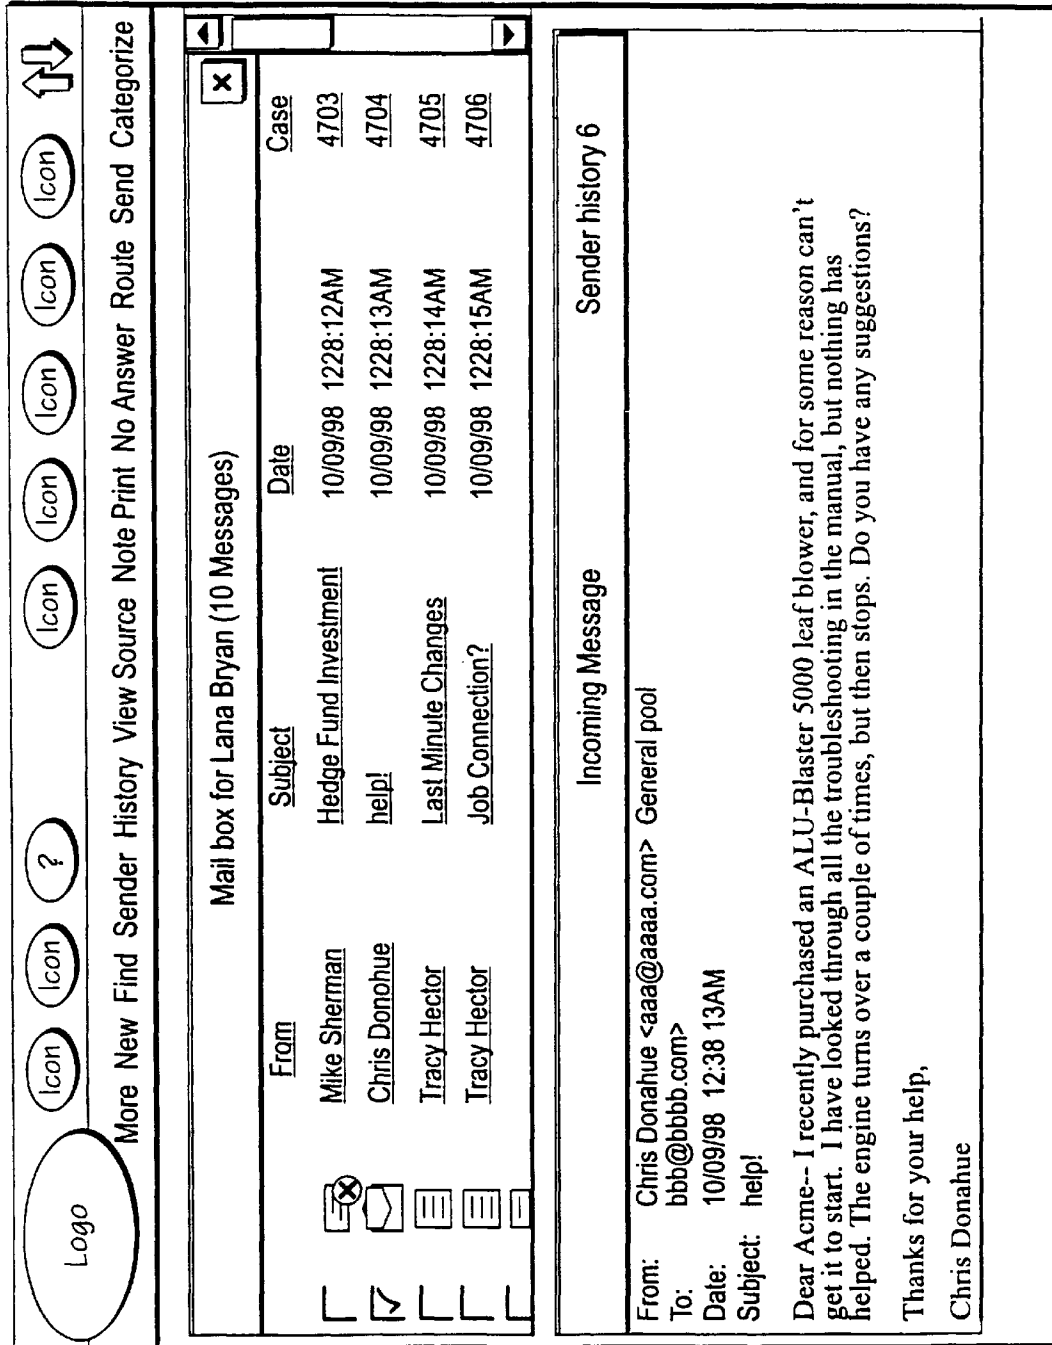 Logo Icon Icon ? Icon Icon Icon Icon Icon
More New Find Sender History View Source Note Print No Answer Route Send Categorize
Mail box for Lana Bryan (10 Messages) ×
From Subject Date Case
Mike Sherman Hedge Fund Investment 10/09/98 1228:12AM 4703
Chris Donohue help! 10/09/98 1228:13AM 4704
Tracy Hector Last Minute Changes 10/09/98 1228:14AM 4705
Tracy Hector Job Connection? 10/09/98 1228:15AM 4706
Incoming Message Sender history 6
From: Chris Donahue <aaa@aaaa.com> General pool
To: bbb@bbbb.com>
Date: 10/09/98 12:38 13AM
Subject: help!
Dear Acme-- I recently purchased an ALU-Blaster 5000 leaf blower, and for some reason can't
get it to start. I have looked through all the troubleshooting in the manual, but nothing has
helped. The engine turns over a couple of times, but then stops. Do you have any suggestions?
Thanks for your help,
Chris Donahue